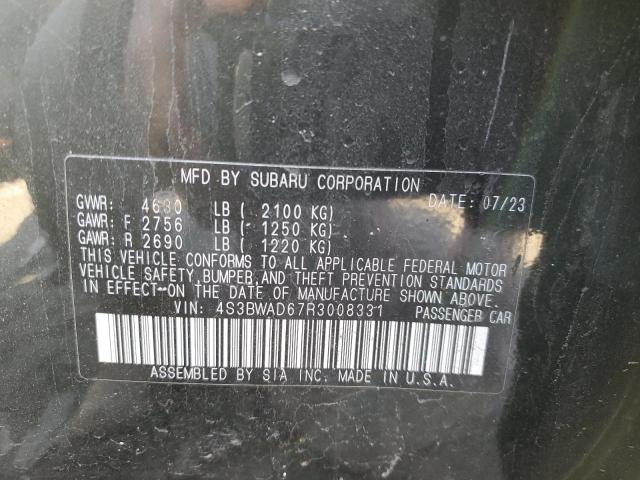 MFD BY SUBARU CORPORATION
DATE: 07/23
GVWR: 4630 LB ( 2100 KG)
GAWR: F 2756 LB ( 1250 KG)
GAWR: R 2690 LB ( 1220 KG)
THIS VEHICLE CONFORMS TO ALL APPLICABLE FEDERAL MOTOR
VEHICLE SAFETY, BUMPER, AND THEFT PREVENTION STANDARDS
IN EFFECT ON THE DATE OF MANUFACTURE SHOWN ABOVE.
VIN: 4S3BWAD67R3008331 PASSENGER CAR
ASSEMBLED BY SIA INC. MADE IN U.S.A.